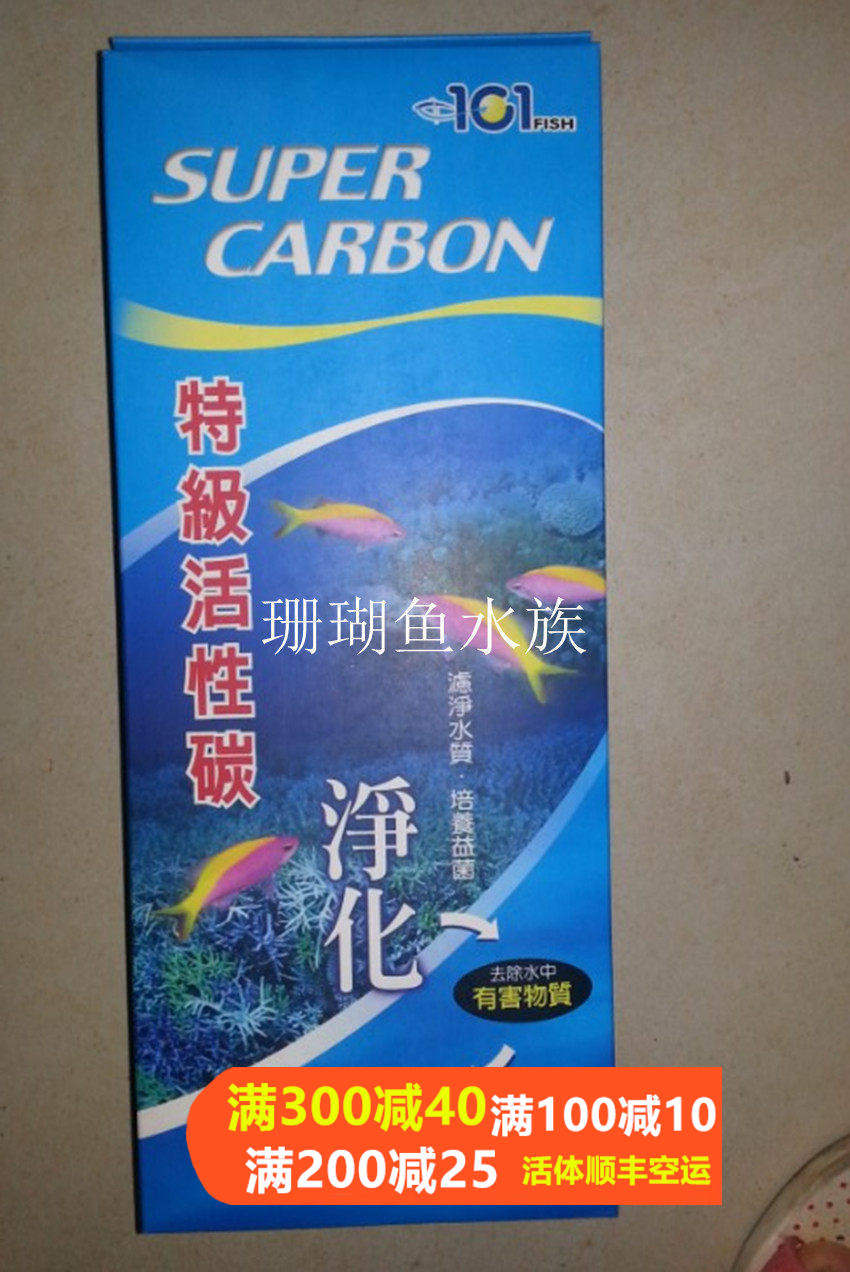 101 FISH
SUPER
CARBON
特級活性碳
珊瑚鱼水族
濾淨水質·培養益菌
淨化
去除水中
有害物質
满300减40 满100减10
满200减25 活体顺丰空运